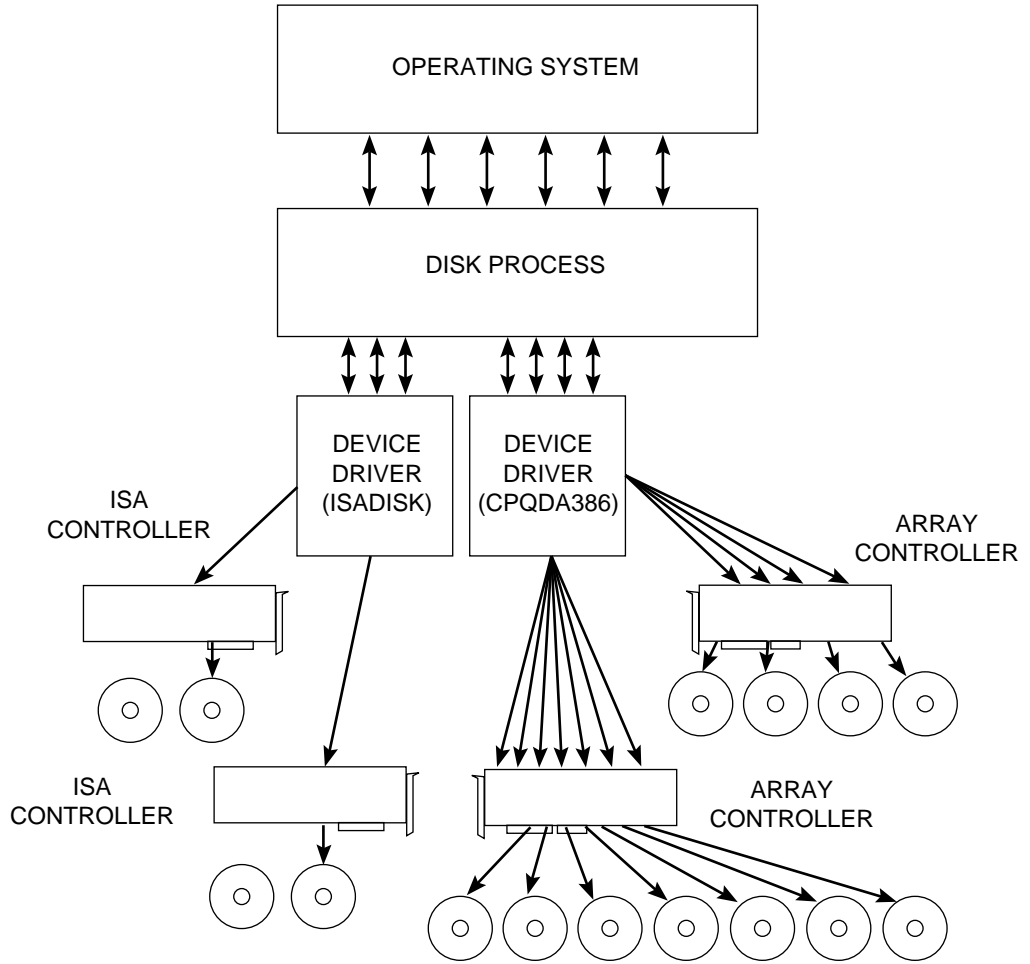 OPERATING SYSTEM
DISK PROCESS
DEVICE
DRIVER
(ISADISK)
DEVICE
DRIVER
(CPQDA386)
ISA
CONTROLLER
ARRAY
CONTROLLER
ISA
CONTROLLER
ARRAY
CONTROLLER